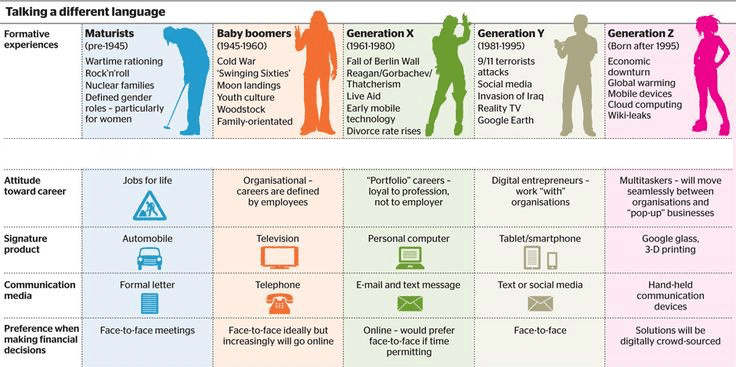 Talking a different language
Formative
experiences
Maturists
(pre-1945)
Wartime rationing
Rock'n'roll
Nuclear families
Defined gender
roles – particularly
for women
Baby boomers
(1945-1960)
Cold War
'Swinging Sixties'
Moon landings
Youth culture
Woodstock
Family-orientated
Generation X
(1961-1980)
Fall of Berlin Wall
Reagan/Gorbachev/
Thatcherism
Live Aid
Early mobile
technology
Divorce rate rises
Generation Y
(1981-1995)
9/11 terrorists
attacks
Social media
Invasion of Iraq
Reality TV
Google Earth
Generation Z
(Born after 1995)
Economic
downturn
Global warming
Mobile devices
Cloud computing
Wiki-leaks
Attitude
toward career
Jobs for life
Organisational –
careers are defined
by employees
"Portfolio" careers –
loyal to profession,
not to employer
Digital entrepreneurs –
work "with"
organisations
Multitaskers – will move
seamlessly between
organisations and
"pop-up" businesses
Signature
product
Automobile
Television
Personal computer
Tablet/smartphone
Google glass,
3-D printing
Communication
media
Formal letter
Telephone
E-mail and text message
Text or social media
Hand-held
communication
devices
Preference when
making financial
decisions
Face-to-face meetings
Face-to-face ideally but
increasingly will go online
Online – would prefer
face-to-face if time
permitting
Face-to-face
Solutions will be
digitally crowd-sourced